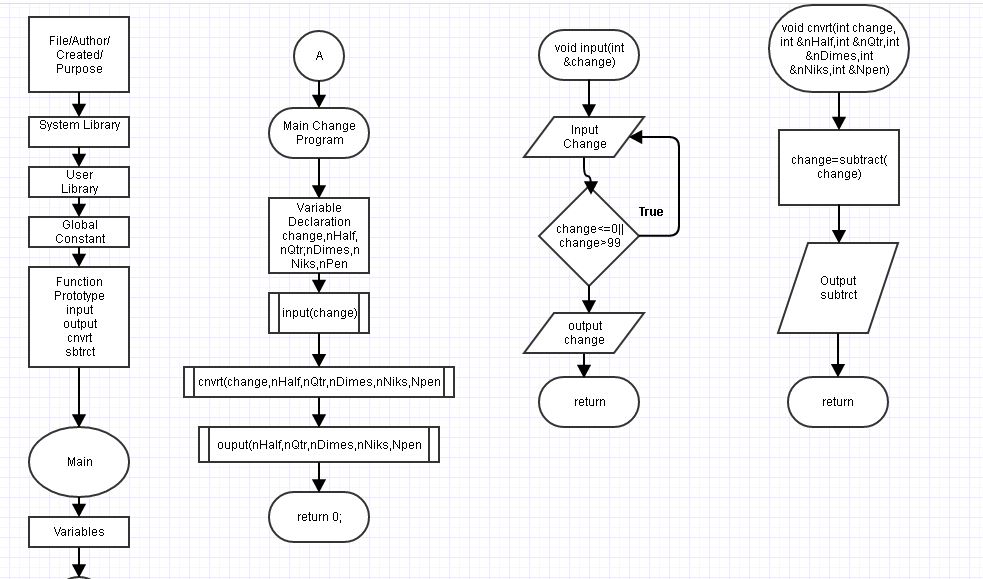 File/Author/
Created/
Purpose
System Library
User
Library
Global
Constant
Function
Prototype
input
output
cnvrt
sbtrct
Main
Variables
A
Main Change
Program
Variable
Declaration
change,nHalf,
nQtr;nDimes,n
Niks,nPen
input(change)
cnvrt(change,nHalf,nQtr,nDimes,nNiks,Npen
ouput(nHalf,nQtr,nDimes,nNiks,Npen
return 0;
void input(int
&change)
Input
Change
True
change<=0||
change>99
output
change
return
void cnvrt(int change,
int &nHalf,int &nQtr,int
&nDimes,int
&nNiks,int &Npen)
change=subtract(
change)
Output
subtrct
return